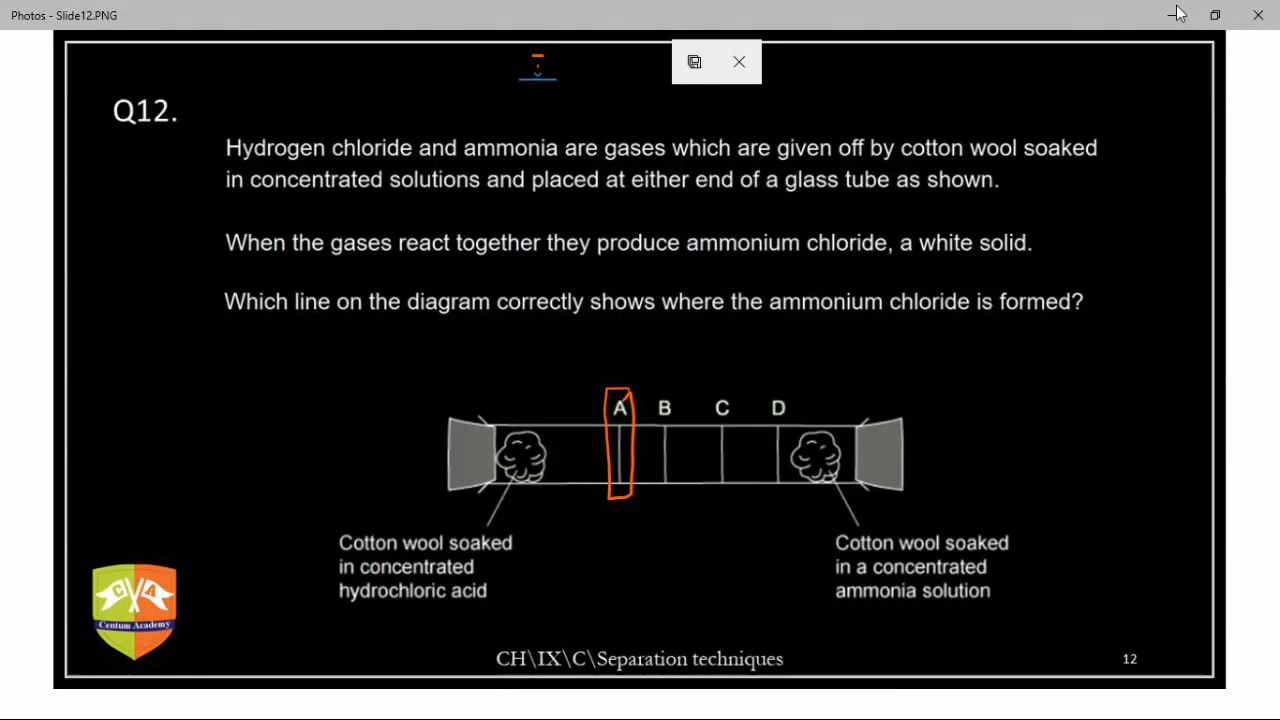 Photos - Slide12.PNG
Q12.
Hydrogen chloride and ammonia are gases which are given off by cotton wool soaked
in concentrated solutions and placed at either end of a glass tube as shown.
When the gases react together they produce ammonium chloride, a white solid.
Which line on the diagram correctly shows where the ammonium chloride is formed?
A B C D
Cotton wool soaked
in concentrated
hydrochloric acid
Cotton wool soaked
in a concentrated
ammonia solution
C A
Centum Academy
CH\IX\C\Separation techniques
12